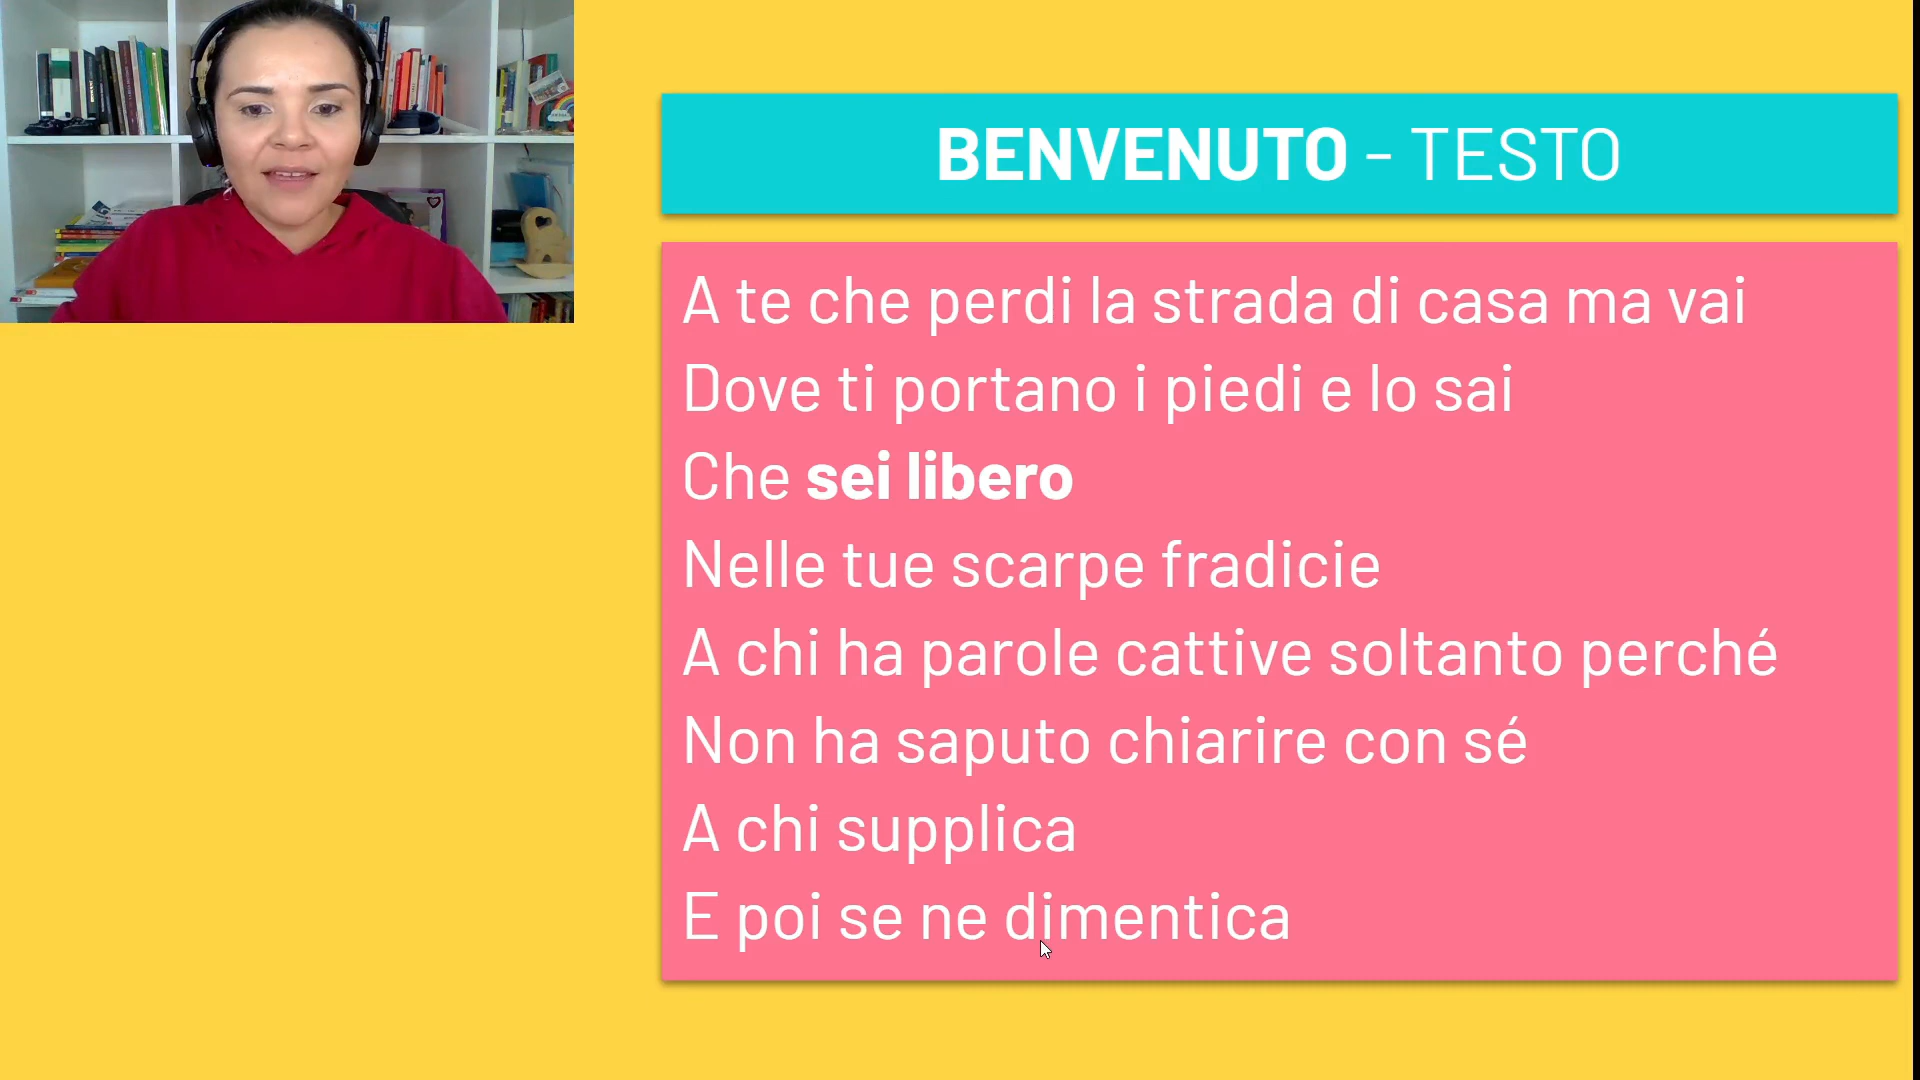 BENVENUTO - TESTO
A te che perdi la strada di casa ma vai
Dove ti portano i piedi e lo sai
Che sei libero
Nelle tue scarpe fradicie
A chi ha parole cattive soltanto perché
Non ha saputo chiarire con sé
A chi supplica
E poi se ne dimentica